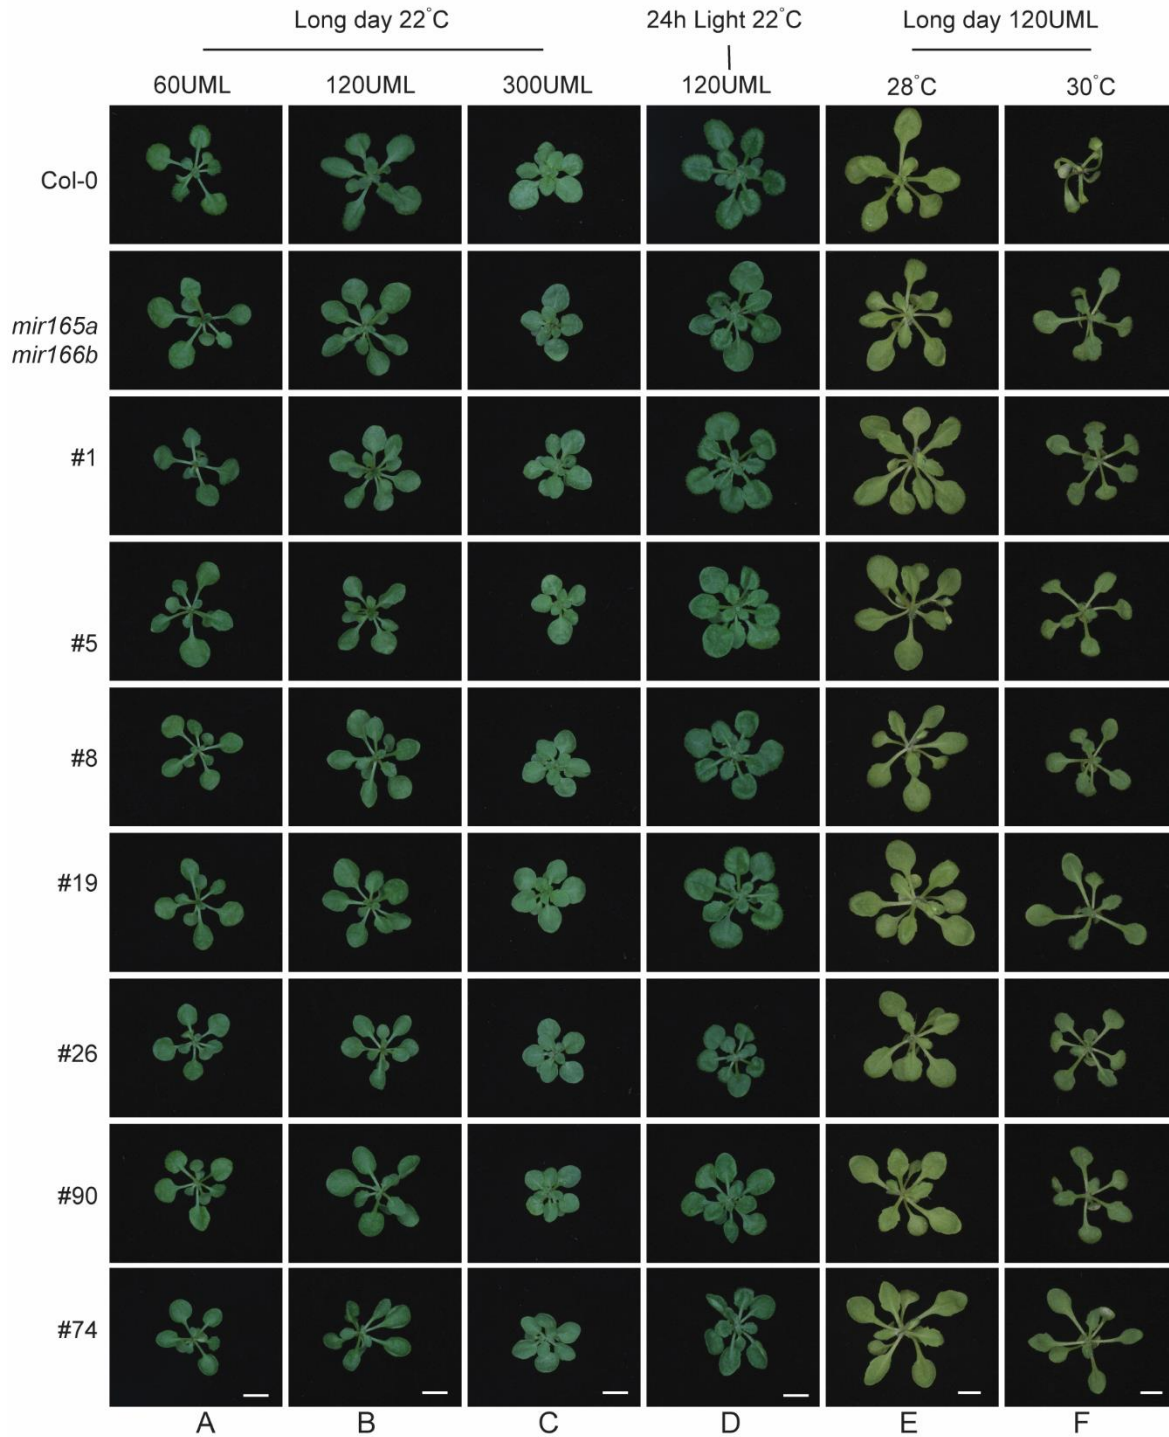 Long day 22°C 24h Light 22°C Long day 120UML
60UML 120UML 300UML 120UML 28°C 30°C
Col-0
mir165a
mir166b
#1
#5
#8
#19
#26
#90
#74
A B C D E F